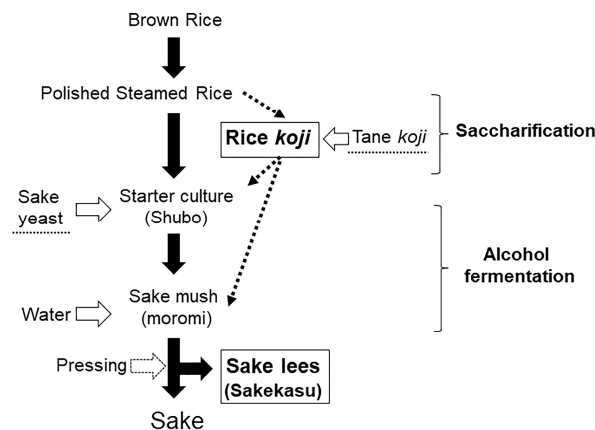 Brown Rice
Polished Steamed Rice
Rice koji
Tane koji
Saccharification
Sake
yeast
Starter culture
(Shubo)
Alcohol
fermentation
Water
Sake mush
(moromi)
Pressing
Sake lees
(Sakekasu)
Sake